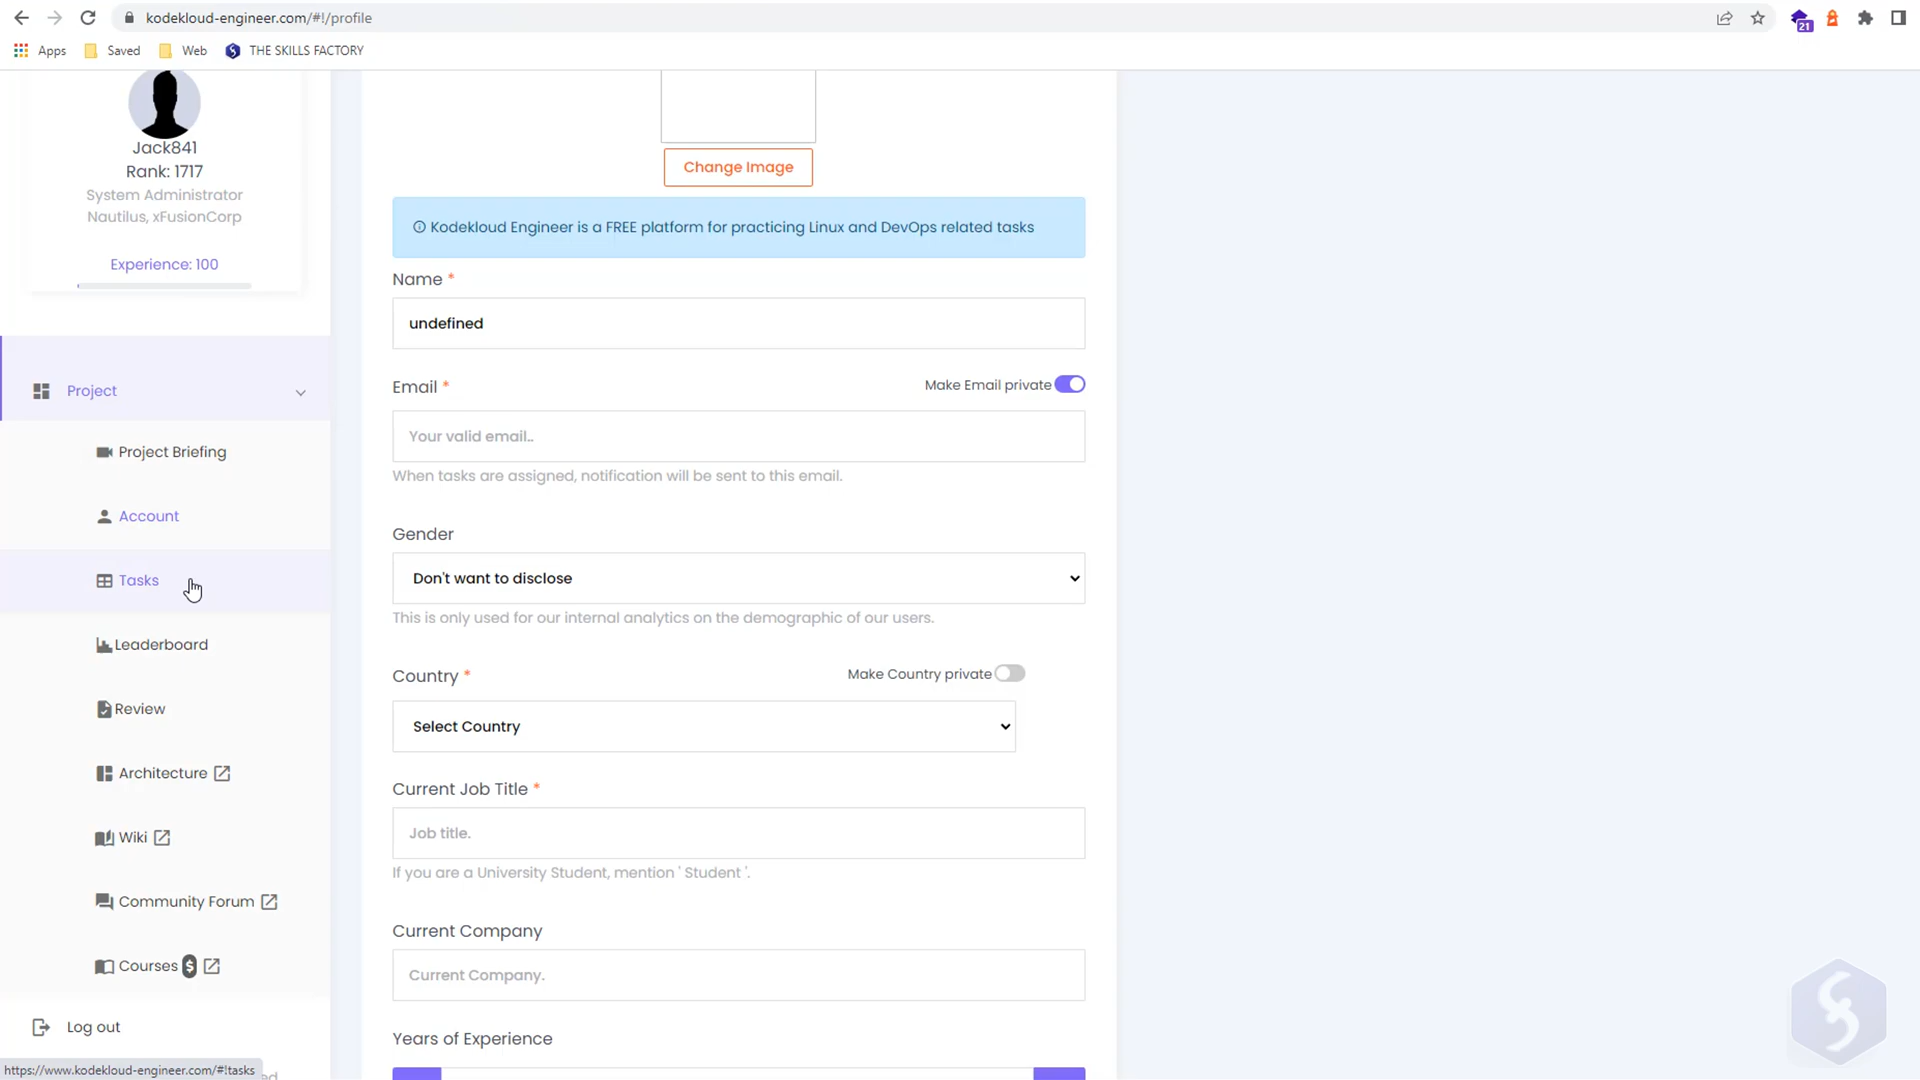 kodekloud-engineer.com/#!/profile
21
Apps
Saved
Web
THE SKILLS FACTORY
Jack841
Rank: 1717
System Administrator
Nautilus, xFusionCorp
Experience: 100
Project
Project Briefing
Account
Tasks
Leaderboard
Review
Architecture
Wiki
Community Forum
Courses $
Log out
https://www.kodekloud-engineer.com/#!tasks
Change Image
Kodekloud Engineer is a FREE platform for practicing Linux and DevOps related tasks
Name *
undefined
Email *
Make Email private
Your valid email..
When tasks are assigned, notification will be sent to this email.
Gender
Don't want to disclose
This is only used for our internal analytics on the demographic of our users.
Country *
Make Country private
Select Country
Current Job Title *
Job title.
If you are a University Student, mention ' Student '.
Current Company
Current Company.
Years of Experience